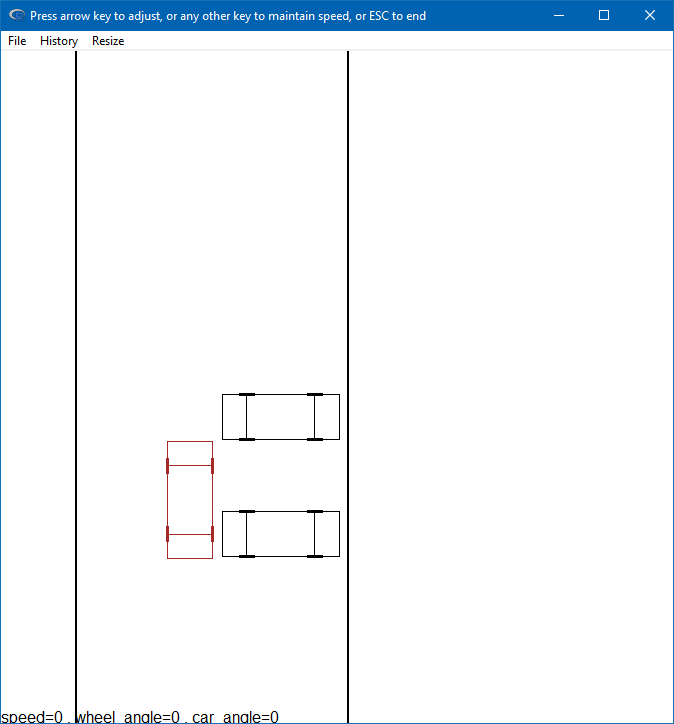 Press arrow key to adjust, or any other key to maintain speed, or ESC to end
File History Resize
speed=0 , wheel_angle=0 , car_angle=0